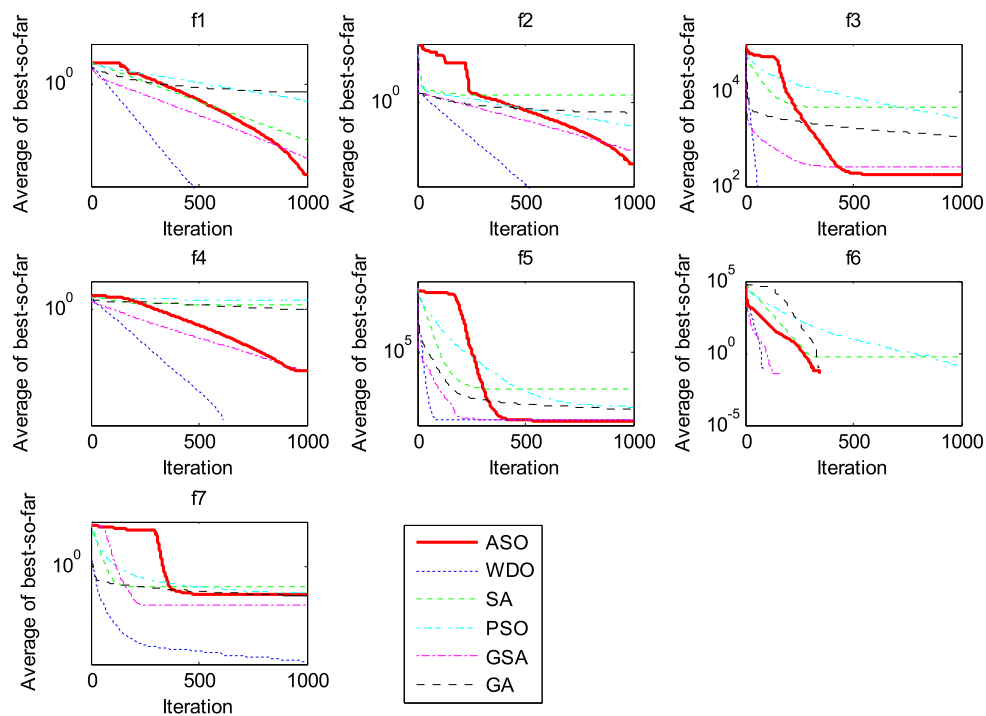 f1
Average of best-so-far
10^0
0 500 1000
Iteration
f2
Average of best-so-far
10^0
0 500 1000
Iteration
f3
Average of best-so-far
10^4
10^2
0 500 1000
Iteration
f4
Average of best-so-far
10^0
0 500 1000
Iteration
f5
Average of best-so-far
10^5
0 500 1000
Iteration
f6
Average of best-so-far
10^5
10^0
10^-5
0 500 1000
Iteration
f7
Average of best-so-far
10^0
0 500 1000
Iteration
ASO
WDO
SA
PSO
GSA
GA